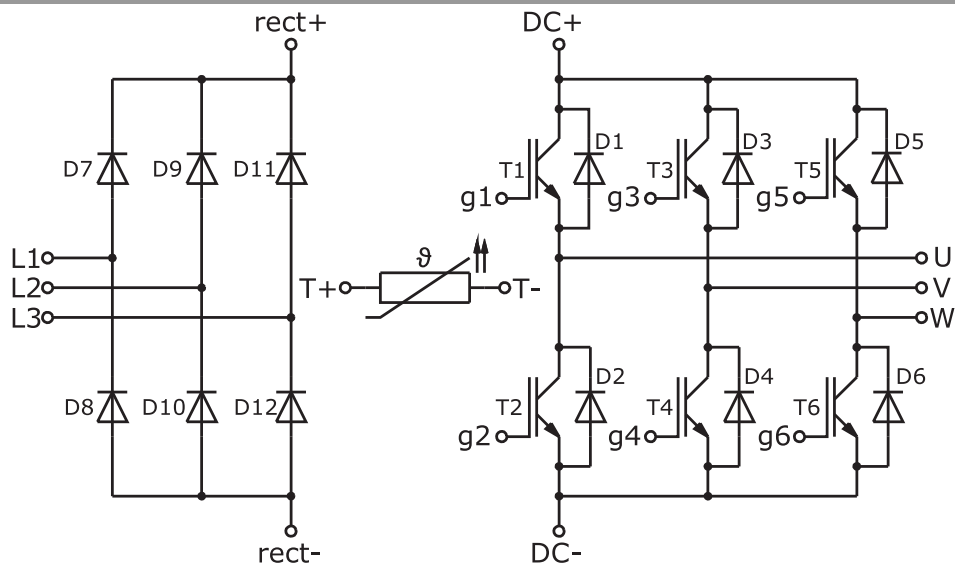 rect+ DC+
D7 D9 D11 T1 D1 T3 D3 T5 D5
g1 g3 g5
L1 ϑ U
L2 T+ T- V
L3 W
D8 D10 D12 T2 D2 T4 D4 T6 D6
g2 g4 g6
rect- DC-